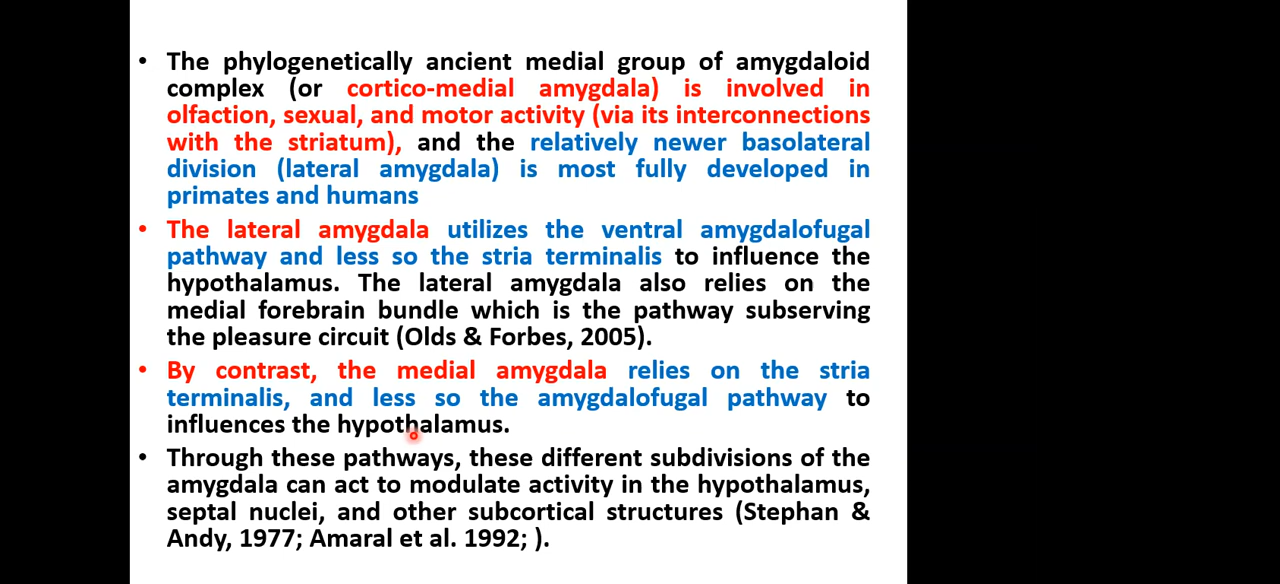 • The phylogenetically ancient medial group of amygdaloid
complex (or cortico-medial amygdala) is involved in
olfaction, sexual, and motor activity (via its interconnections
with the striatum), and the relatively newer basolateral
division (lateral amygdala) is most fully developed in
primates and humans
• The lateral amygdala utilizes the ventral amygdalofugal
pathway and less so the stria terminalis to influence the
hypothalamus. The lateral amygdala also relies on the
medial forebrain bundle which is the pathway subserving
the pleasure circuit (Olds & Forbes, 2005).
• By contrast, the medial amygdala relies on the stria
terminalis, and less so the amygdalofugal pathway to
influences the hypothalamus.
• Through these pathways, these different subdivisions of the
amygdala can act to modulate activity in the hypothalamus,
septal nuclei, and other subcortical structures (Stephan &
Andy, 1977; Amaral et al. 1992; ).